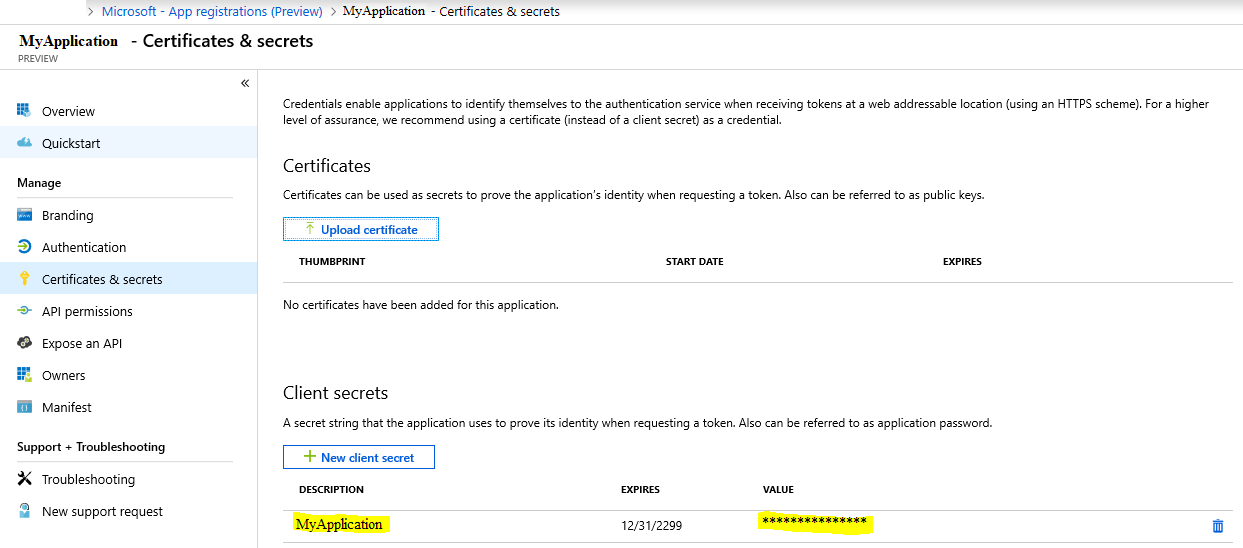 > Microsoft - App registrations (Preview) > MyApplication - Certificates & secrets
MyApplication - Certificates & secrets
PREVIEW
«
Overview
Quickstart
Manage
Branding
Authentication
Certificates & secrets
API permissions
Expose an API
Owners
Manifest
Support + Troubleshooting
Troubleshooting
New support request
Credentials enable applications to identify themselves to the authentication service when receiving tokens at a web addressable location (using an HTTPS scheme). For a higher
level of assurance, we recommend using a certificate (instead of a client secret) as a credential.
Certificates
Certificates can be used as secrets to prove the application's identity when requesting a token. Also can be referred to as public keys.
Upload certificate
THUMBPRINT START DATE EXPIRES
No certificates have been added for this application.
Client secrets
A secret string that the application uses to prove its identity when requesting a token. Also can be referred to as application password.
New client secret
DESCRIPTION EXPIRES VALUE
MyApplication 12/31/2299 ***************